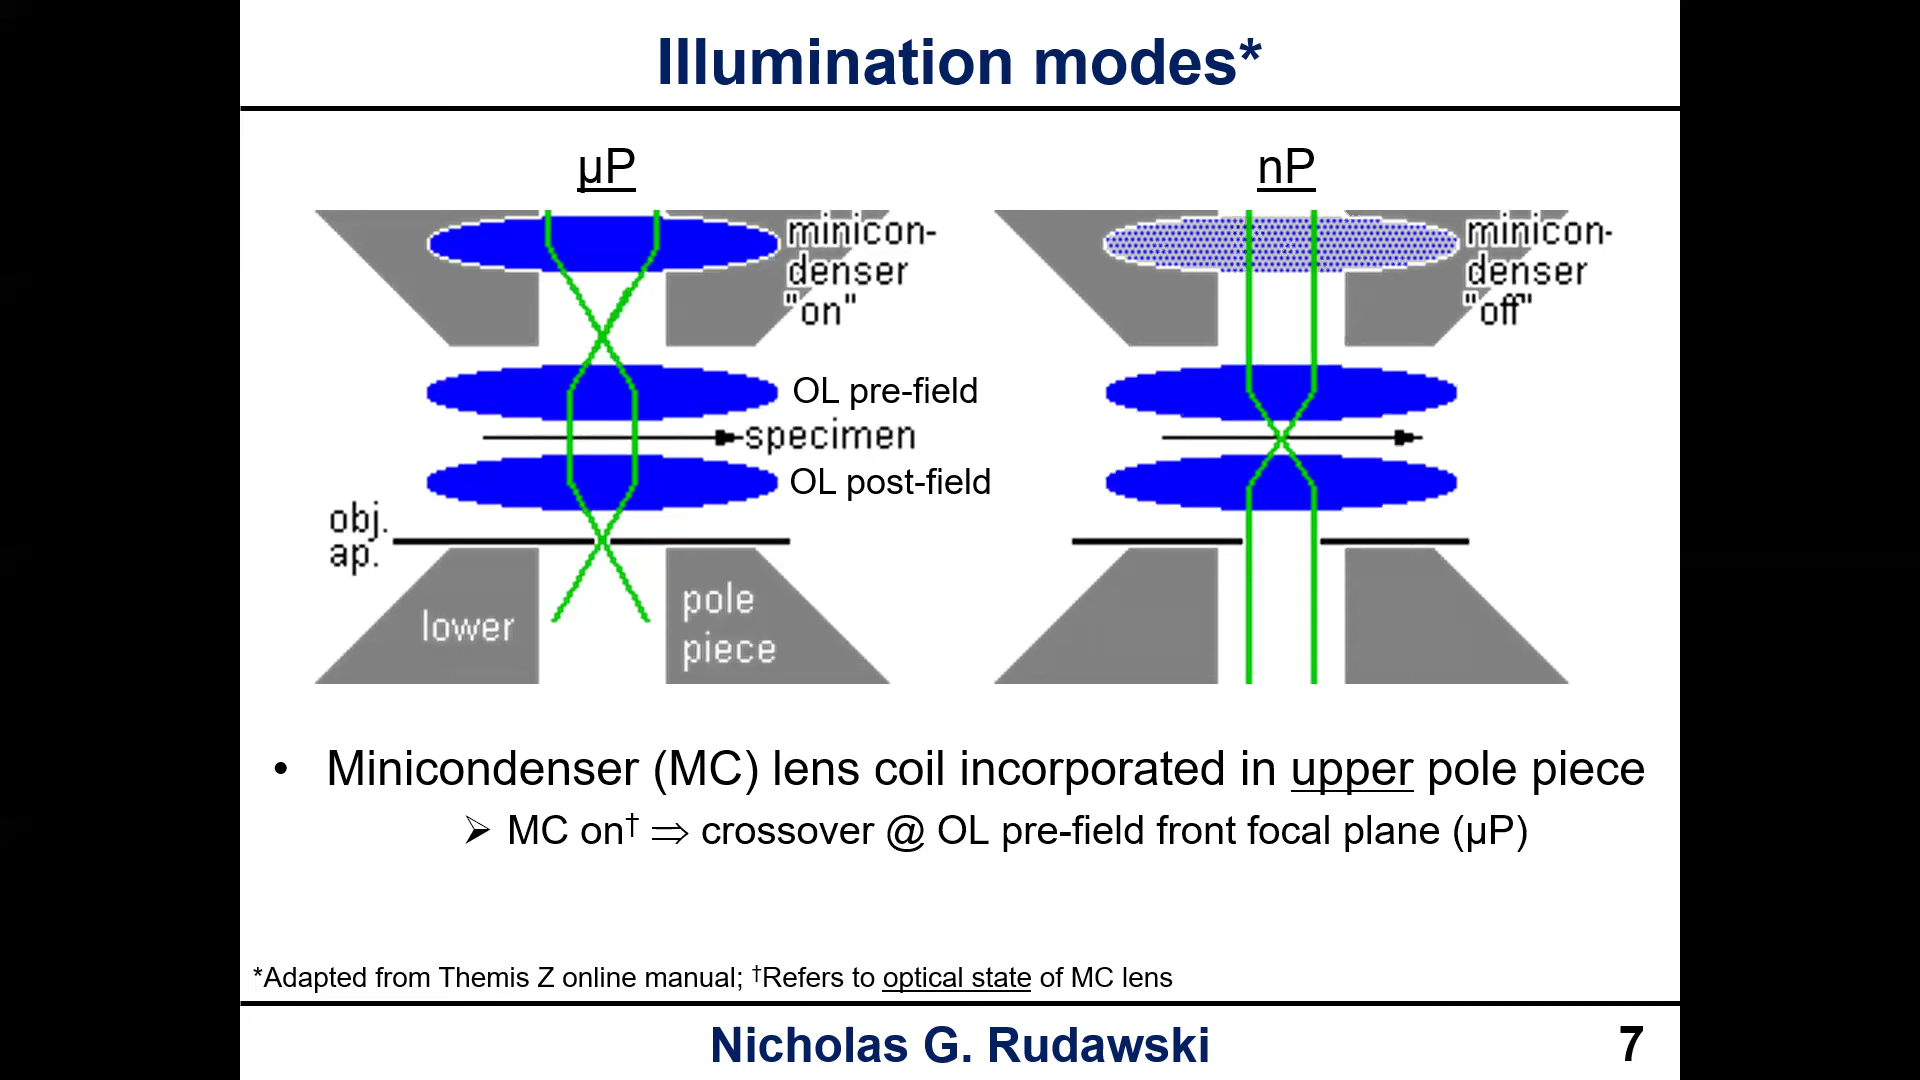 Illumination modes*
µP
nP
minicon-
denser
"on"
minicon-
denser
"off"
OL pre-field
specimen
OL post-field
obj.
ap.
lower
pole
piece
• Minicondenser (MC) lens coil incorporated in upper pole piece
➢ MC on† ⇒ crossover @ OL pre-field front focal plane (µP)
*Adapted from Themis Z online manual; †Refers to optical state of MC lens
Nicholas G. Rudawski
7